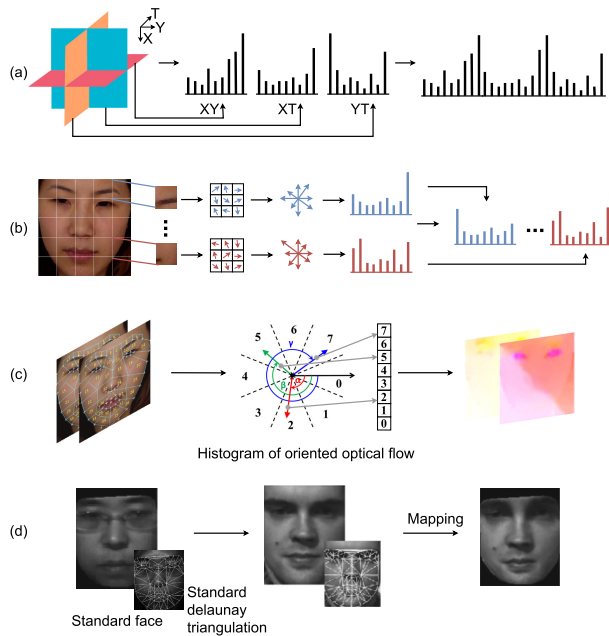 (a)
T
Y
X
XY
XT
YT
(b)
(c)
5
6
7
γ
4
β
α
0
3
2
1
7
6
5
4
3
2
1
0
Histogram of oriented optical flow
(d)
Mapping
Standard face
Standard
delaunay
triangulation